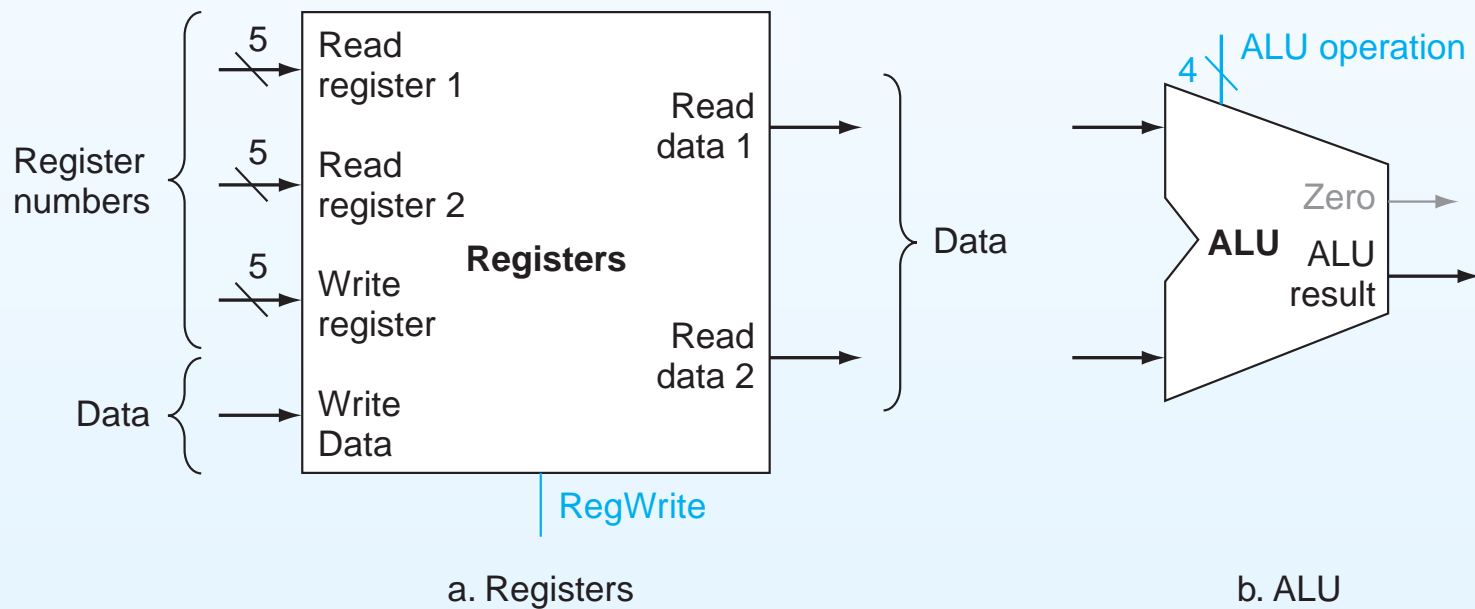 Register
numbers
Data
5
Read
register 1
5
Read
register 2
5
Write
register
Write
Data
Registers
Read
data 1
Read
data 2
RegWrite
Data
a. Registers
4
ALU operation
Zero
ALU
ALU
result
b. ALU